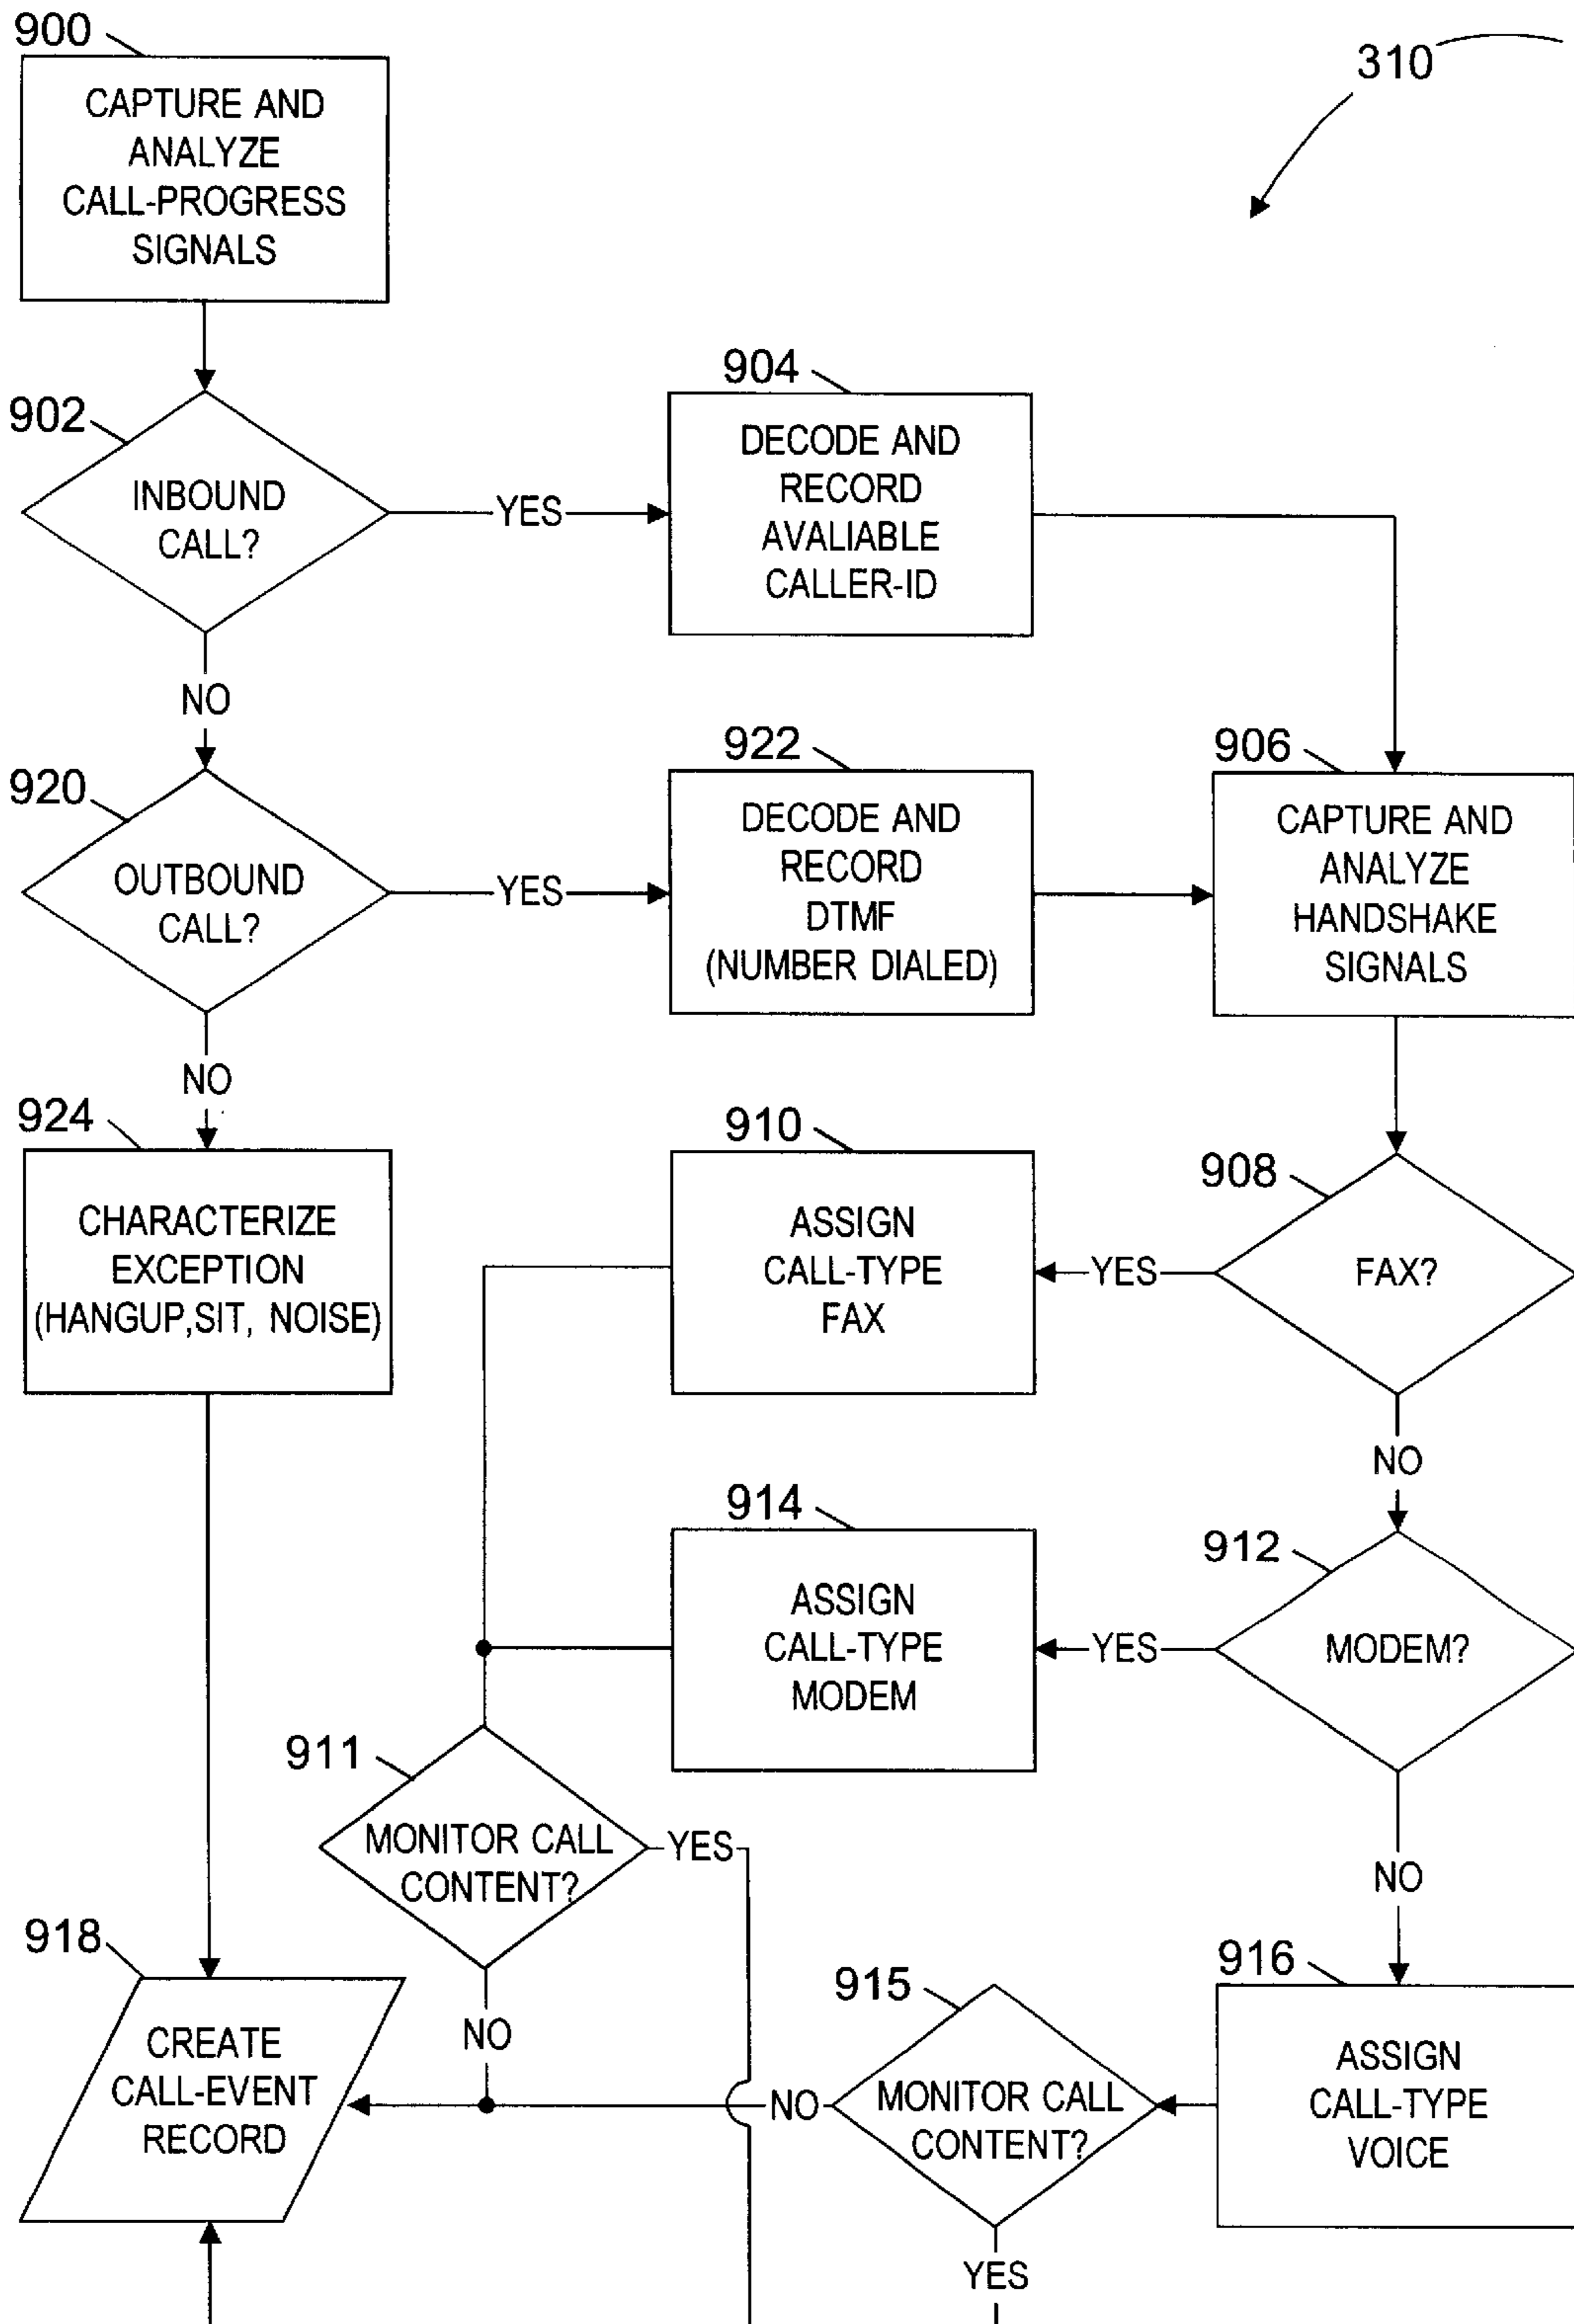 900
310
CAPTURE AND
ANALYZE
CALL-PROGRESS
SIGNALS
902
INBOUND
CALL?
YES
904
DECODE AND
RECORD
AVALIABLE
CALLER-ID
NO
920
OUTBOUND
CALL?
YES
922
DECODE AND
RECORD
DTMF
(NUMBER DIALED)
906
CAPTURE AND
ANALYZE
HANDSHAKE
SIGNALS
NO
924
CHARACTERIZE
EXCEPTION
(HANGUP,SIT, NOISE)
910
ASSIGN
CALL-TYPE
FAX
YES
908
FAX?
NO
914
ASSIGN
CALL-TYPE
MODEM
YES
912
MODEM?
911
MONITOR CALL
CONTENT?
YES
NO
NO
918
CREATE
CALL-EVENT
RECORD
NO
915
MONITOR CALL
CONTENT?
916
ASSIGN
CALL-TYPE
VOICE
YES